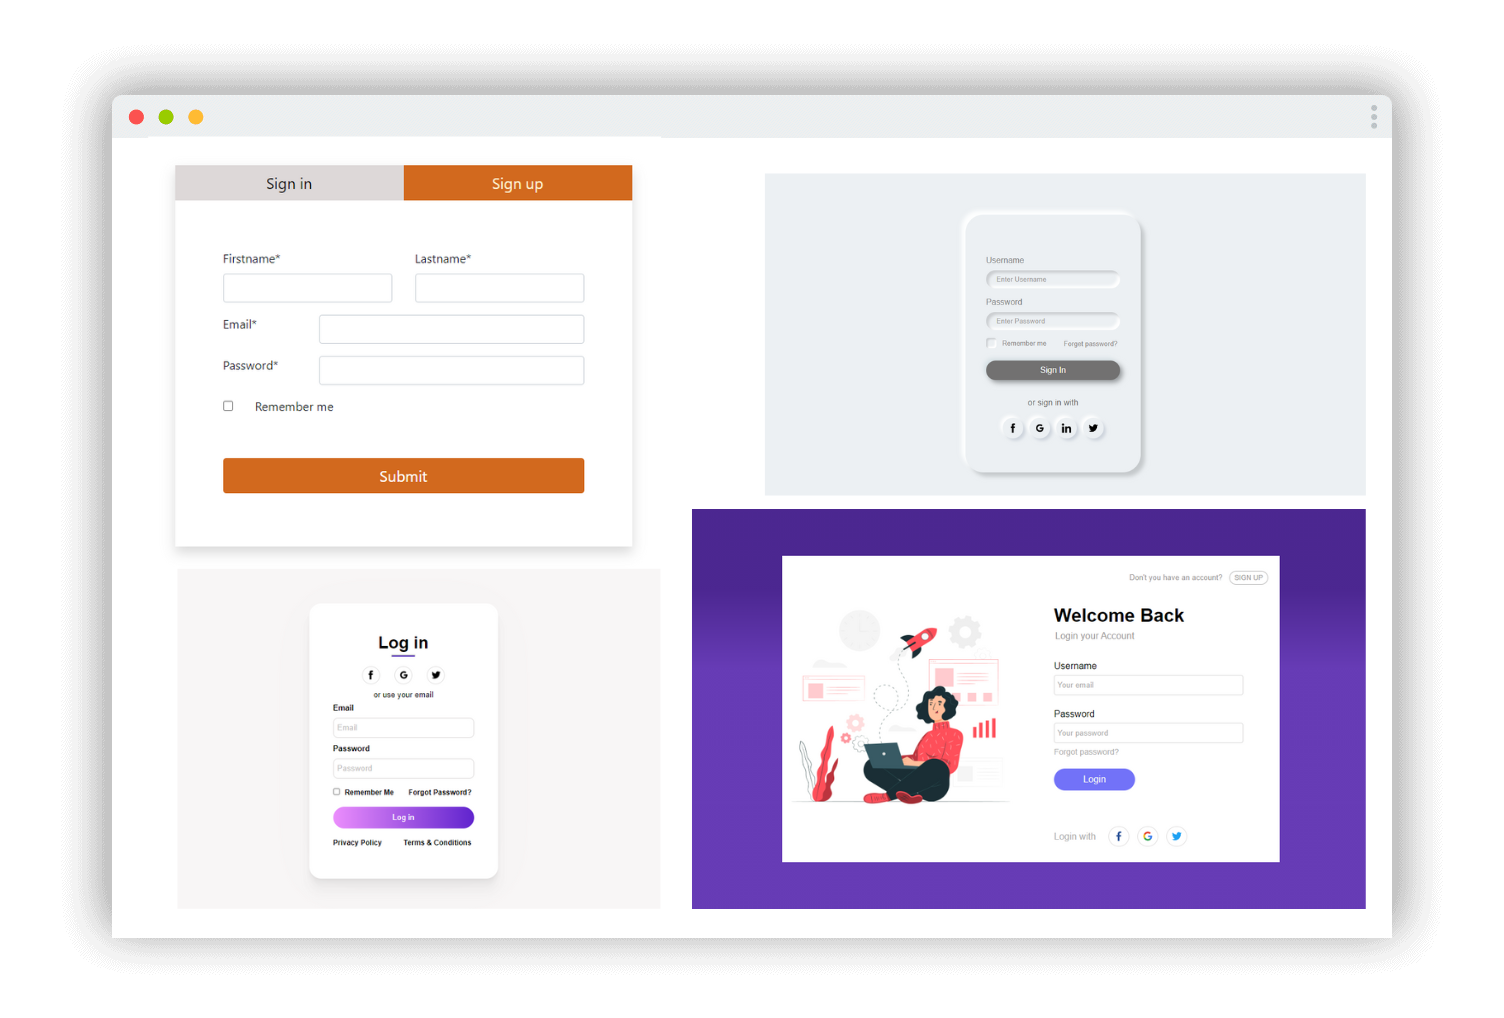 Sign in Sign up
Firstname* Lastname*
Email*
Password*
Remember me
Submit
Username
Enter Username
Password
Enter Password
Remember me Forgot password?
Sign In
or sign in with
f G in
Log in
f G
or use your email
Email
Email
Password
Password
Remember Me Forgot Password?
Log in
Privacy Policy Terms & Conditions
Don't you have an account? SIGN UP
Welcome Back
Login your Account
Username
Your email
Password
Your password
Forgot password?
Login
Login with f G